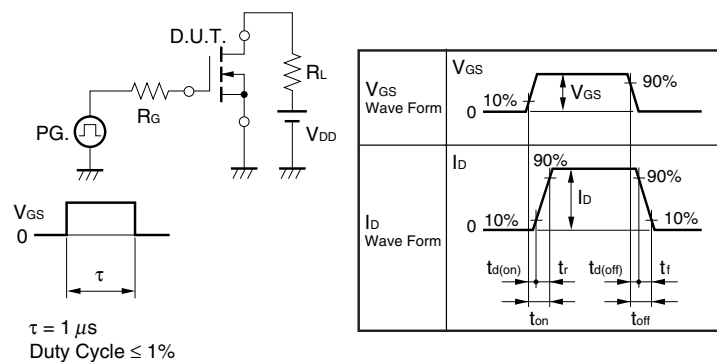 D.U.T.
RL
RG
PG.
VDD
VGS
0
τ
τ = 1 μs
Duty Cycle ≤ 1%
VGS
Wave Form
VGS
10%
0
VGS
90%
ID
Wave Form
ID
90%
90%
ID
10%
0
10%
td(on)
tr
td(off)
tf
ton
toff